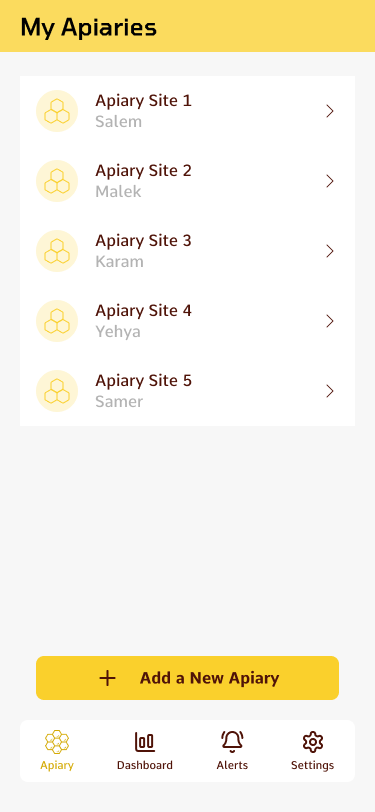 My Apiaries
Apiary Site 1
Salem
Apiary Site 2
Malek
Apiary Site 3
Karam
Apiary Site 4
Yehya
Apiary Site 5
Samer
Add a New Apiary
Apiary
Dashboard
Alerts
Settings